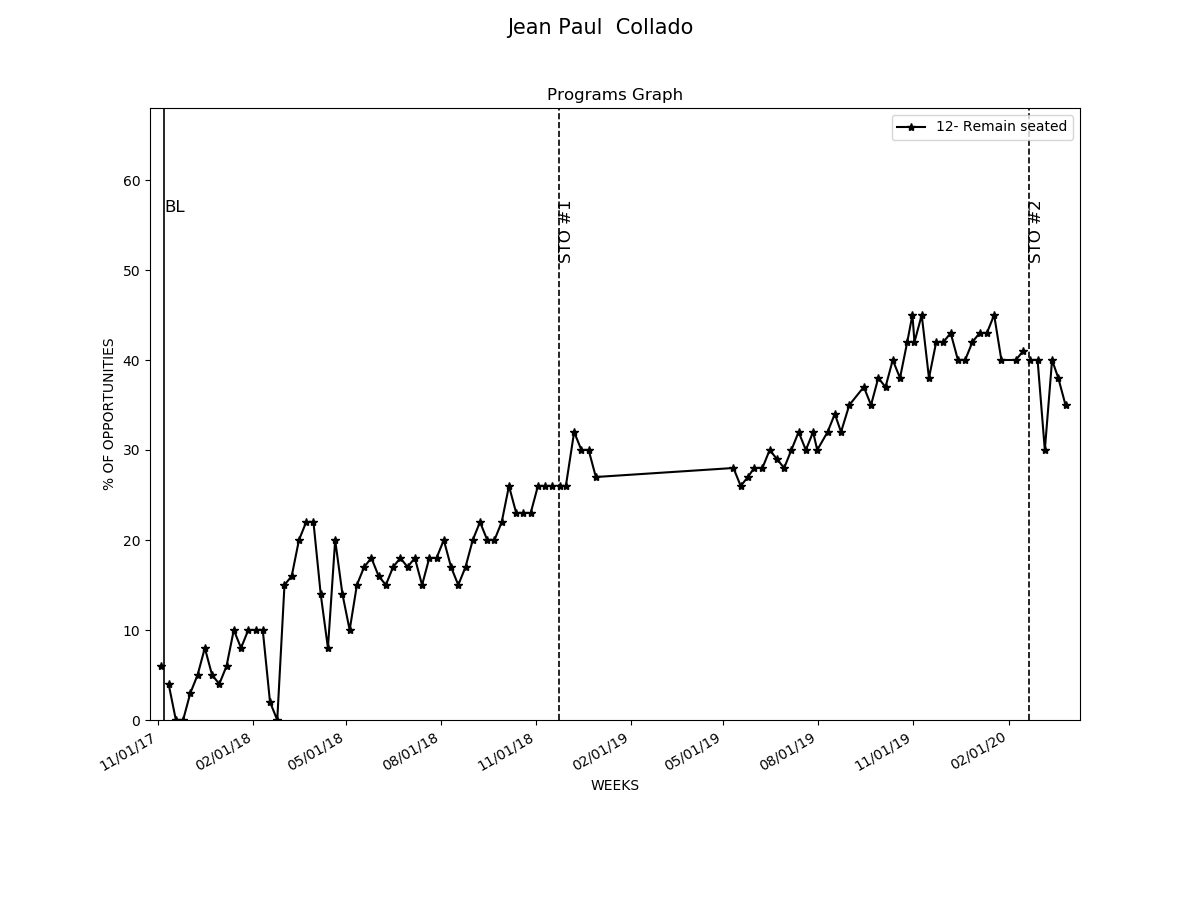 Jean Paul  Collado
Programs Graph
12- Remain seated
% OF OPPORTUNITIES
60
50
40
30
20
10
0
BL
STO #1
STO #2
11/01/17
02/01/18
05/01/18
08/01/18
11/01/18
02/01/19
05/01/19
08/01/19
11/01/19
02/01/20
WEEKS